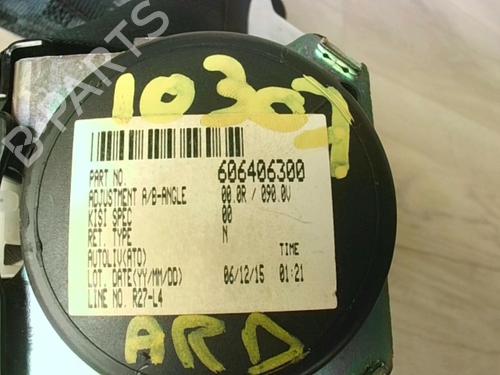 B-PARTS
10307
PART NO. 606406300
ADJUSTMENT A/B-ANGLE 00.0R / 090.0V
KISI SPEC 00
RET. TYPE N
AUTOLIV(ATO) TIME
LOT. DATE(YY/MM/DD) 06/12/15 01:21
LINE NO. R27-L4
ARD